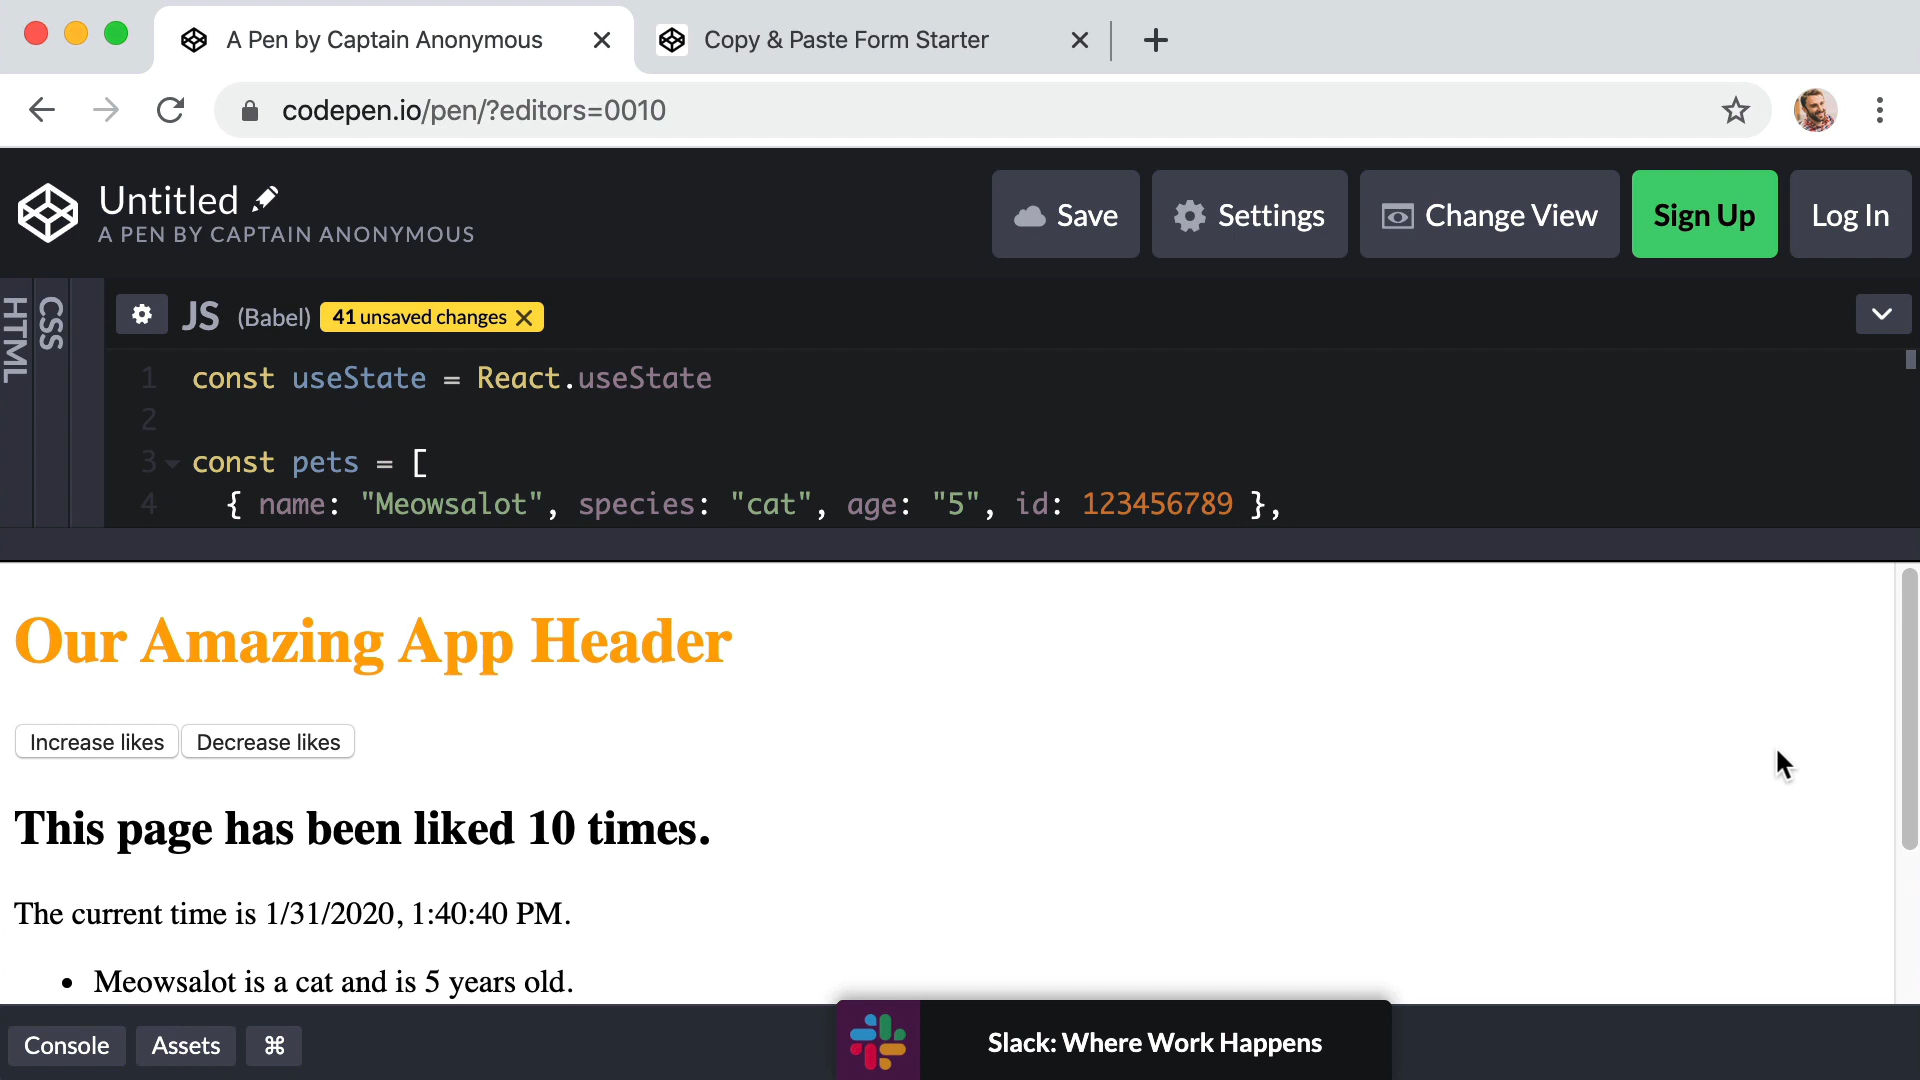 A Pen by Captain Anonymous
Copy & Paste Form Starter
codepen.io/pen/?editors=0010
Untitled
A PEN BY CAPTAIN ANONYMOUS
Save
Settings
Change View
Sign Up
Log In
HTML
CSS
JS (Babel) 41 unsaved changes
1 const useState = React.useState
2
3 const pets = [
4 { name: "Meowsalot", species: "cat", age: "5", id: 123456789 },
Our Amazing App Header
Increase likes Decrease likes
This page has been liked 10 times.
The current time is 1/31/2020, 1:40:40 PM.
• Meowsalot is a cat and is 5 years old.
Console Assets ⌘
Slack: Where Work Happens